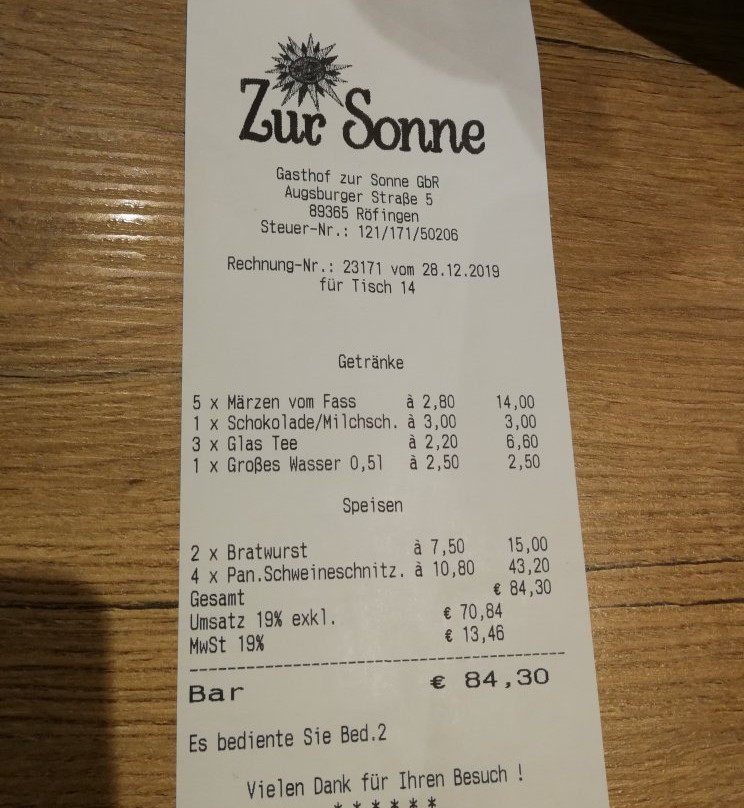 Zur Sonne
Gasthof zur Sonne GbR
Augsburger Straße 5
89365 Röfingen
Steuer-Nr.: 121/171/50206
Rechnung-Nr.: 23171 vom 28.12.2019
für Tisch 14
Getränke
5 x Märzen vom Fass à 2,80 14,00
1 x Schokolade/Milchsch. à 3,00 3,00
3 x Glas Tee à 2,20 6,60
1 x Großes Wasser 0,5l à 2,50 2,50
Speisen
2 x Bratwurst à 7,50 15,00
4 x Pan.Schweineschnitz. à 10,80 43,20
Gesamt € 84,30
Umsatz 19% exkl. € 70,84
MwSt 19% € 13,46
Bar € 84,30
Es bediente Sie Bed.2
Vielen Dank für Ihren Besuch !
* * * * * *